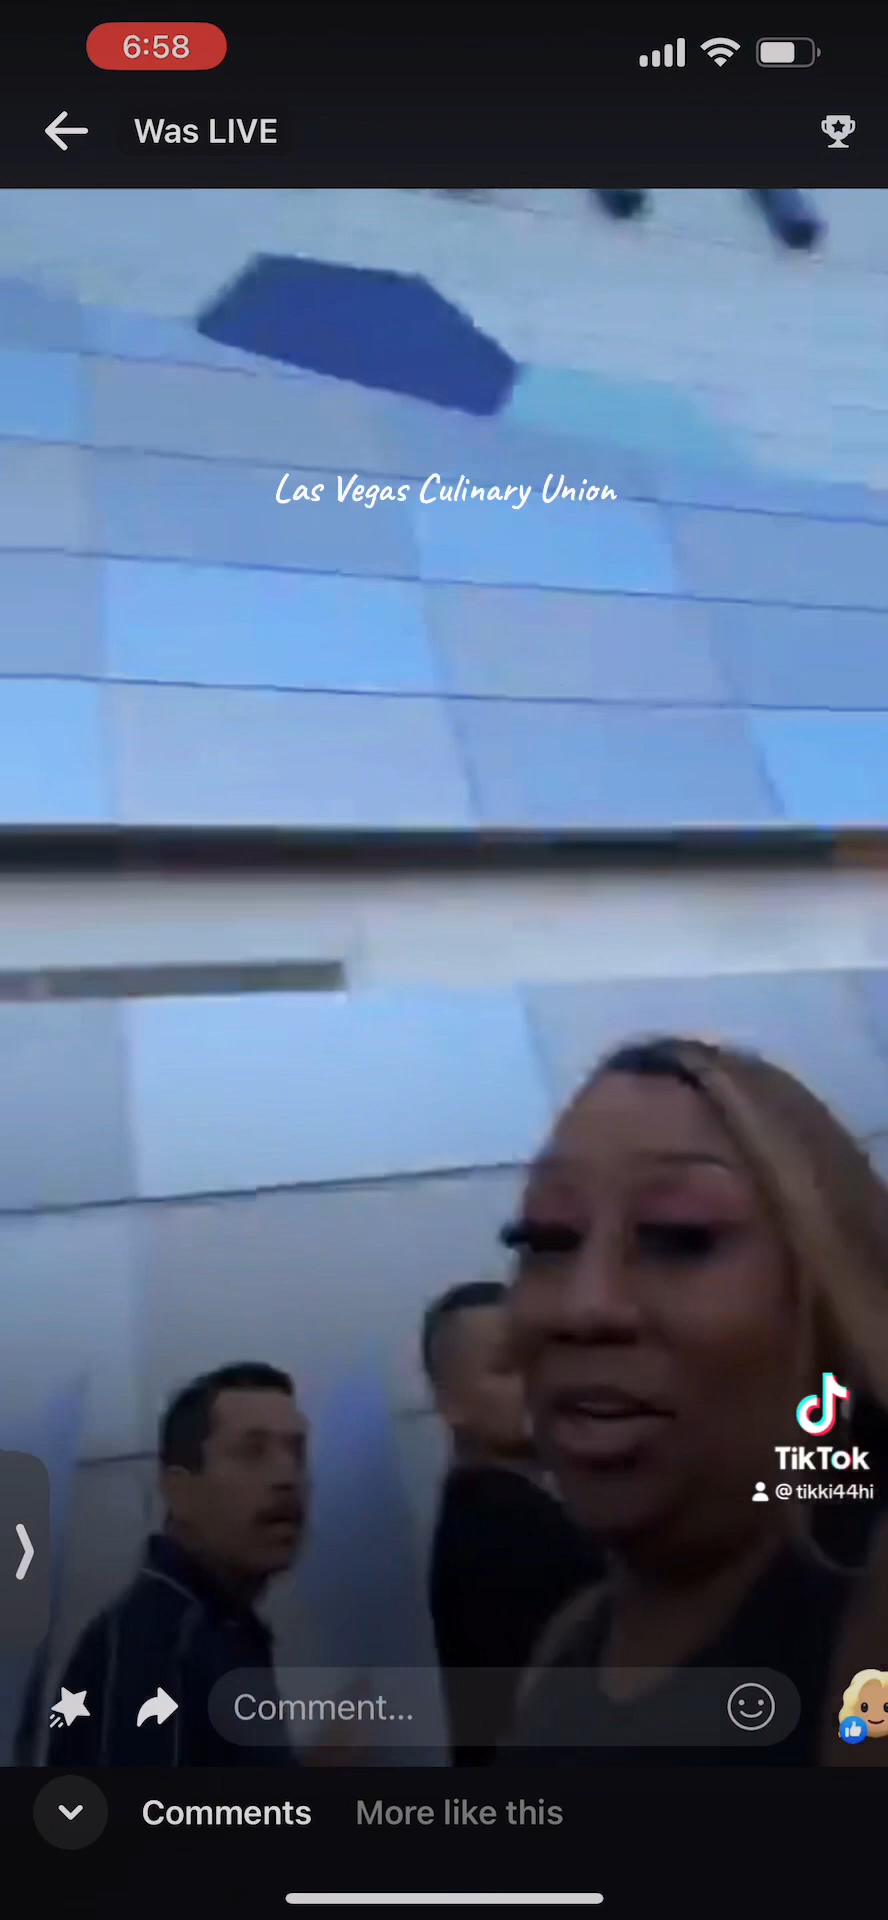 6:58
Was LIVE
Las Vegas Culinary Union
TikTok
@tikki44hi
Comment...
Comments
More like this